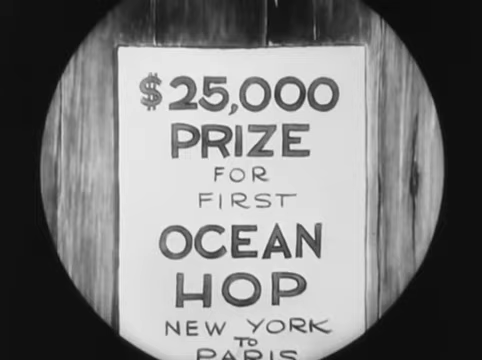 $25,000
PRIZE
FOR
FIRST
OCEAN
HOP
NEW YORK
TO
PARIS